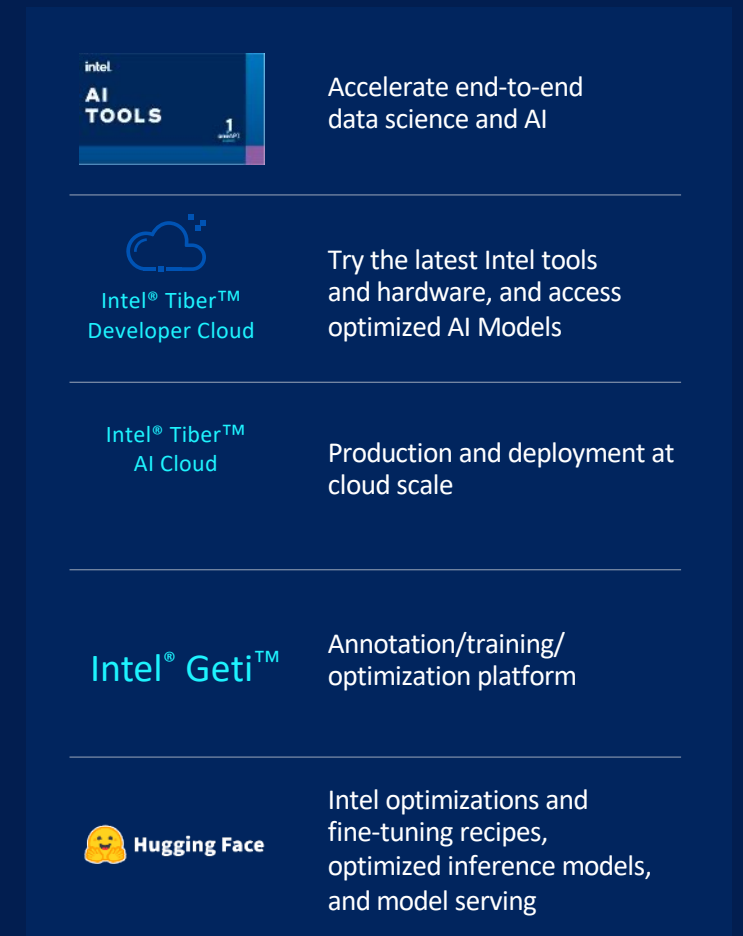 intel
AI
TOOLS
1
oneAPI
Accelerate end-to-end
data science and AI
Intel® Tiber™
Developer Cloud
Try the latest Intel tools
and hardware, and access
optimized AI Models
Intel® Tiber™
AI Cloud
Production and deployment at
cloud scale
Intel® Geti™
Annotation/training/
optimization platform
Hugging Face
Intel optimizations and
fine-tuning recipes,
optimized inference models,
and model serving